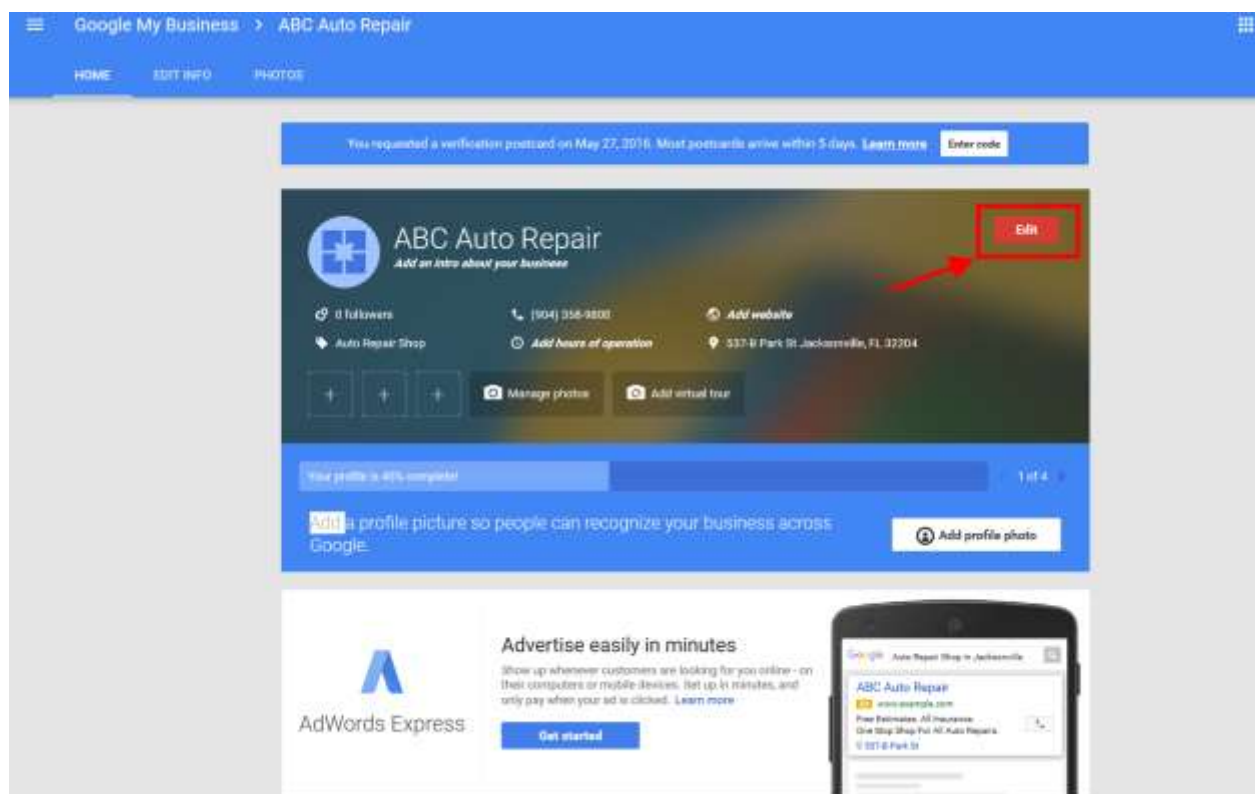 Google My Business > ABC Auto Repair
HOME EDIT INFO PHOTOS
You requested a verification postcard on May 27, 2016. Most postcards arrive within 5 days. Learn more Enter code
ABC Auto Repair
Edit
Add an intro about your business
0 followers
(904) 358-9800
Add website
Auto Repair Shop
Add hours of operation
537-B Park St Jacksonville, FL 32204
+ + +
Manage photos
Add virtual tour
Your profile is 45% complete!
1 of 4
Add a profile picture so people can recognize your business across
Google.
Add profile photo
AdWords Express
Advertise easily in minutes
Show up whenever customers are looking for you online - on
their computers or mobile devices. Set up in minutes, and
only pay when your ad is clicked. Learn more
Get started
Google Auto Repair Shop in Jacksonville
ABC Auto Repair
www.example.com
Free Estimates. All Insurance.
One Stop Shop For All Auto Repairs.
537-B Park St